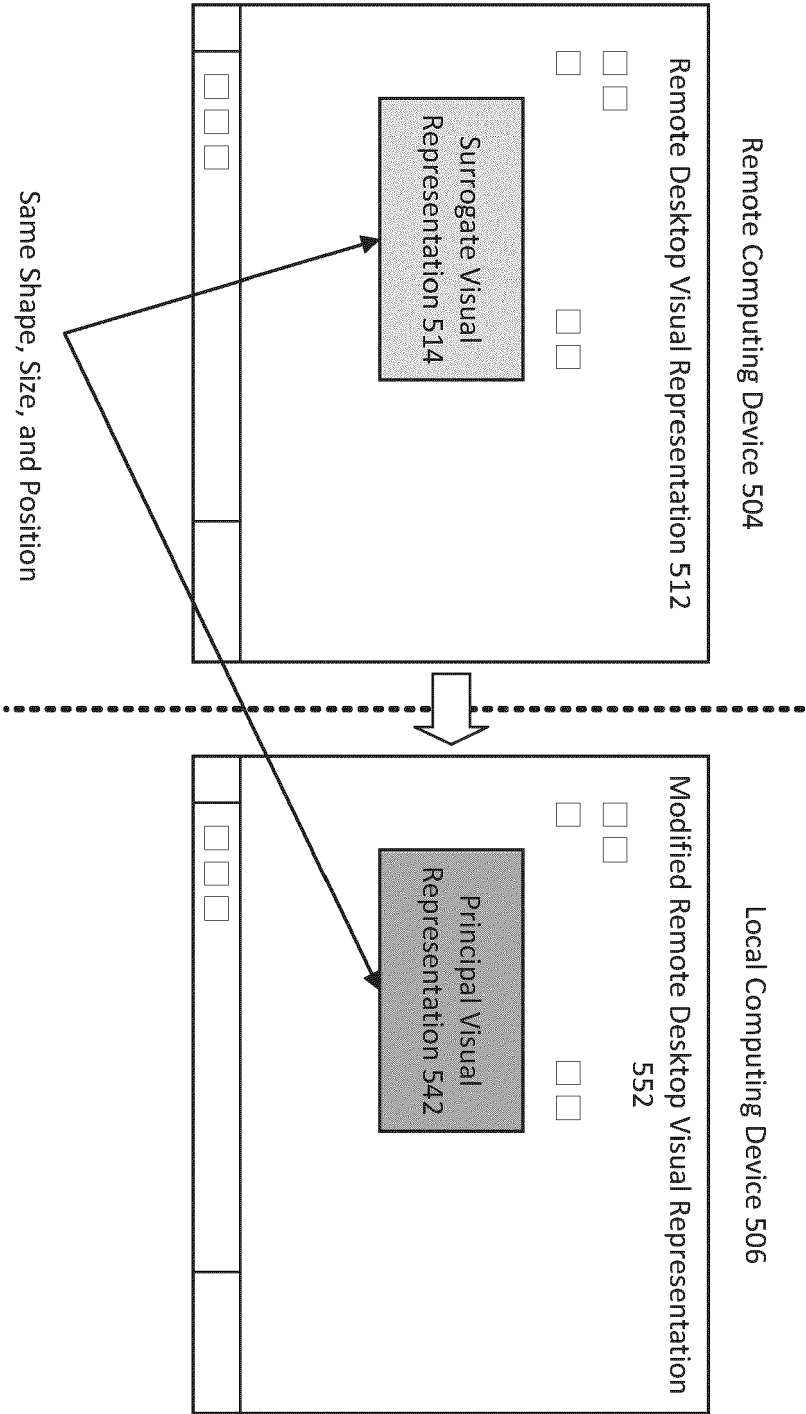 Remote Computing Device 504
Remote Desktop Visual Representation 512
Surrogate Visual
Representation 514
Local Computing Device 506
Modified Remote Desktop Visual Representation
552
Principal Visual
Representation 542
Same Shape, Size, and Position